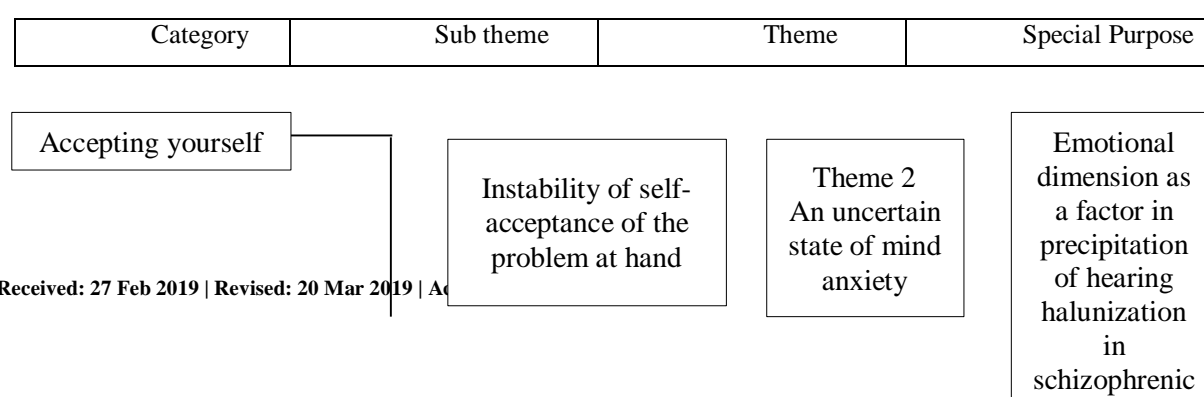 Category Sub theme Theme Special Purpose
Accepting yourself
Instability of self-
acceptance of the
problem at hand
Theme 2
An uncertain
state of mind
anxiety
Emotional
dimension as
a factor in
precipitation
of hearing
halunization
in
schizophrenic
Received: 27 Feb 2019 | Revised: 20 Mar 2019 |